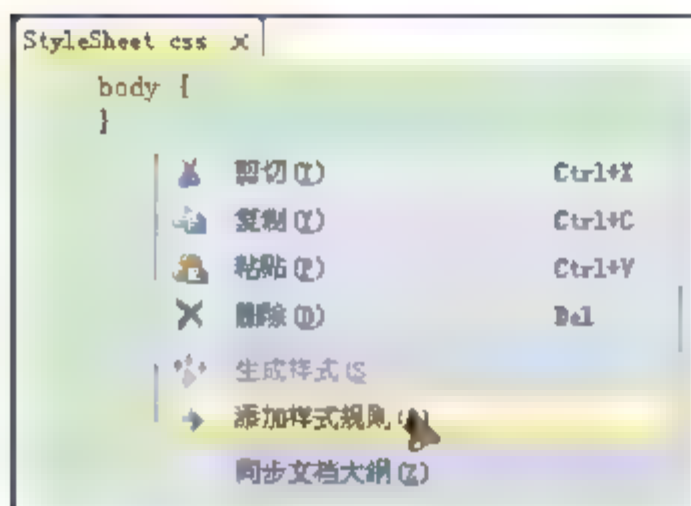 StyleSheet css ×
body {
}
剪切(T) Ctrl+X
复制(Y) Ctrl+C
粘贴(P) Ctrl+V
删除(D) Del
生成样式(S
添加样式规则(A)
同步文档大纲(Z)